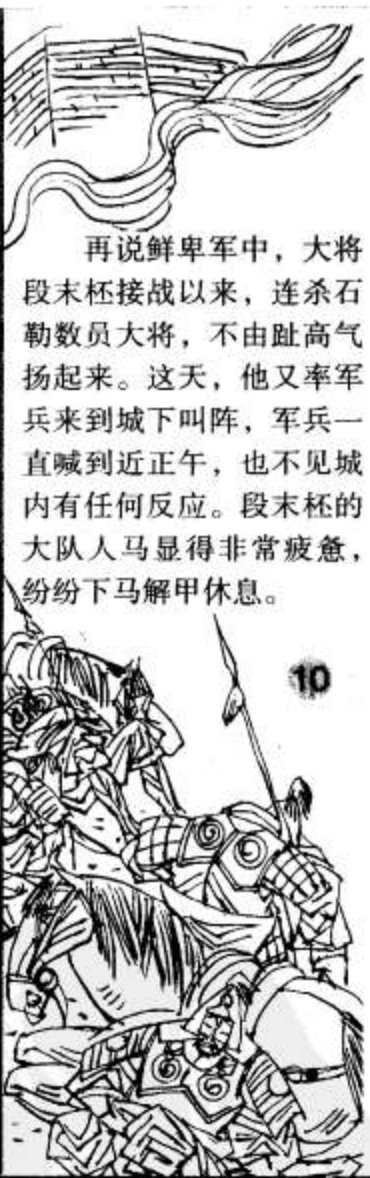 再说鲜卑军中，大将
段末柸接战以来，连杀石
勒数员大将，不由趾高气
扬起来。这天，他又率军
兵来到城下叫阵，军兵一
直喊到近正午，也不见城
内有任何反应。段末柸的
大队人马显得非常疲惫，
纷纷下马解甲休息。
10